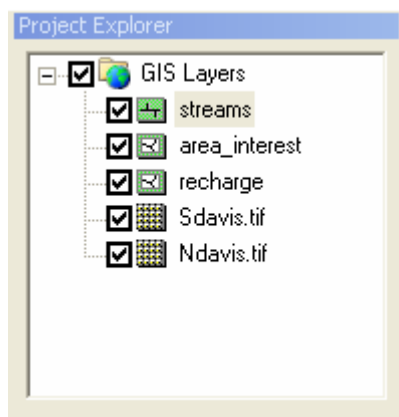 Project Explorer
GIS Layers
streams
area_interest
recharge
Sdavis.tif
Ndavis.tif